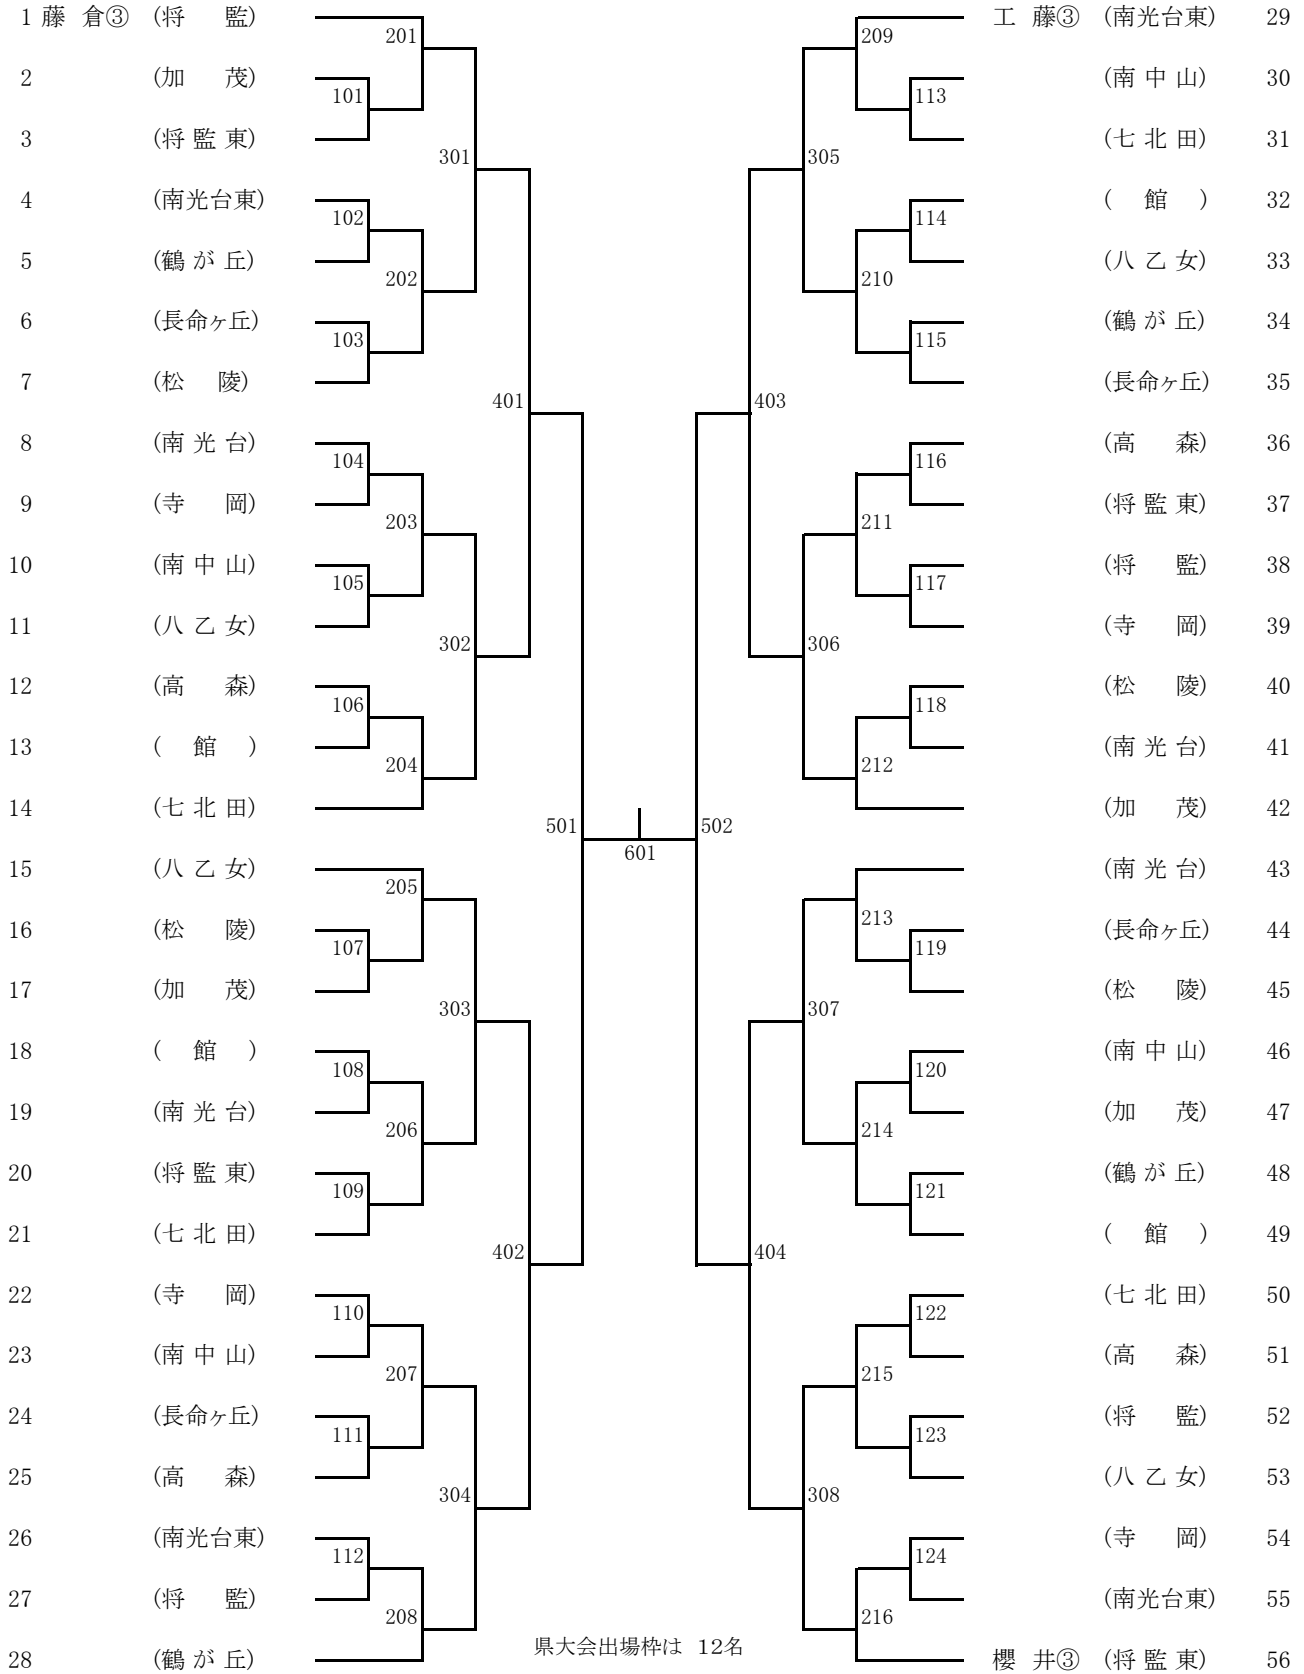 1 藤 倉③ (将 監) 201 209 工 藤③ (南光台東) 29
2 (加 茂) 101 113 (南 中 山) 30
3 (将 監 東) 301 305 (七 北 田) 31
4 (南光台東) 102 114 ( 館 ) 32
5 (鶴 が 丘) 202 210 (八 乙 女) 33
6 (長命ヶ丘) 103 115 (鶴 が 丘) 34
7 (松 陵) 401 403 (長命ヶ丘) 35
8 (南 光 台) 104 116 (高 森) 36
9 (寺 岡) 203 211 (将 監 東) 37
10 (南 中 山) 105 117 (将 監) 38
11 (八 乙 女) 302 306 (寺 岡) 39
12 (高 森) 106 118 (松 陵) 40
13 ( 館 ) 204 212 (南 光 台) 41
14 (七 北 田) 501 502 (加 茂) 42
601
15 (八 乙 女) 205 213 (南 光 台) 43
16 (松 陵) 107 119 (長命ヶ丘) 44
17 (加 茂) 303 307 (松 陵) 45
18 ( 館 ) 108 120 (南 中 山) 46
19 (南 光 台) 206 214 (加 茂) 47
20 (将 監 東) 109 121 (鶴 が 丘) 48
21 (七 北 田) 402 404 ( 館 ) 49
22 (寺 岡) 110 122 (七 北 田) 50
23 (南 中 山) 207 215 (高 森) 51
24 (長命ヶ丘) 111 123 (将 監) 52
25 (高 森) 304 308 (八 乙 女) 53
26 (南光台東) 112 124 (寺 岡) 54
27 (将 監) 208 216 (南光台東) 55
県大会出場枠は 12名
28 (鶴 が 丘) 櫻 井③ (将 監 東) 56